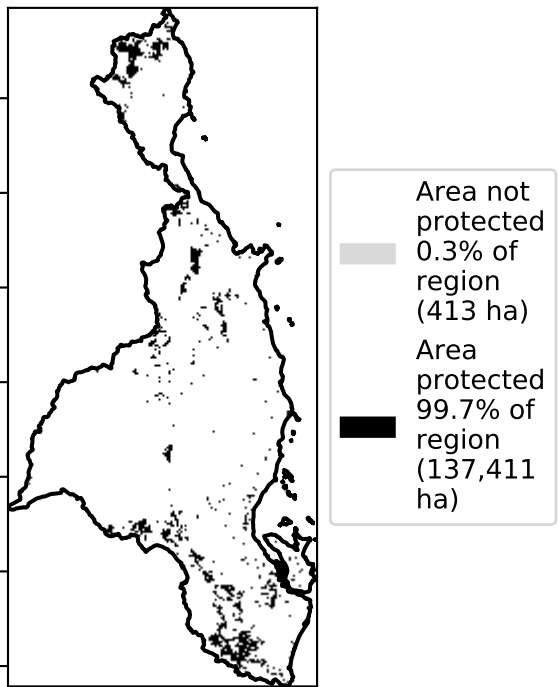 Area not
protected
0.3% of
region
(413 ha)
Area
protected
99.7% of
region
(137,411
ha)